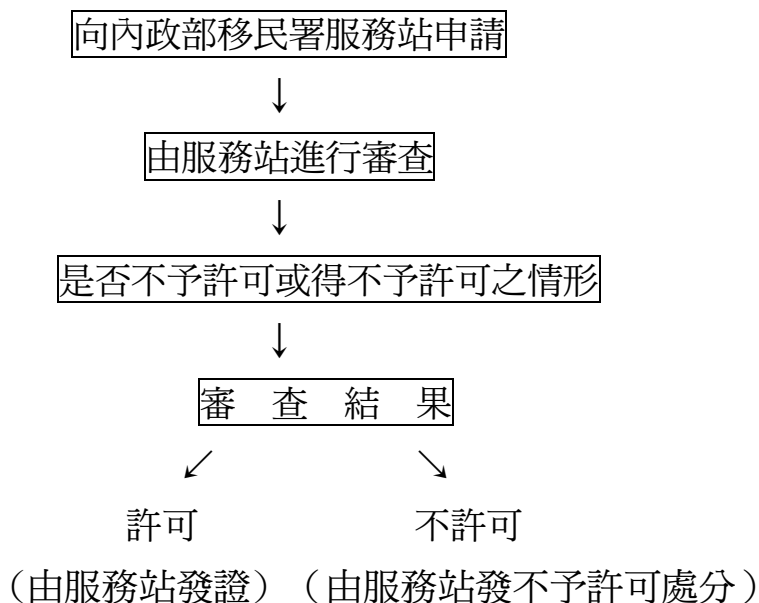 向內政部移民署服務站申請
↓
由服務站進行審查
↓
是否不予許可或得不予許可之情形
↓
審 查 結 果
↙ ↘
許可 不許可
（由服務站發證）（由服務站發不予許可處分）